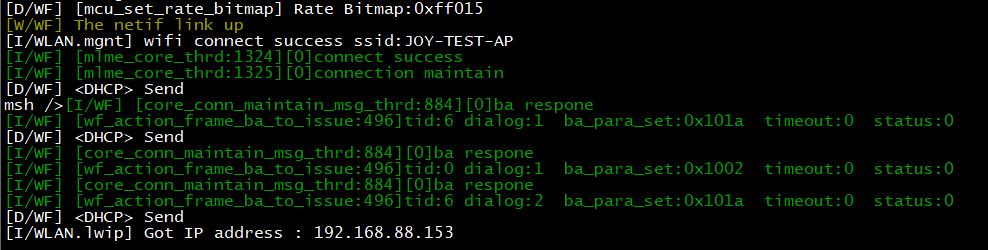 [D/WF] [mcu_set_rate_bitmap] Rate Bitmap:0xff015
[W/WF] The netif link up
[I/WLAN.mgnt] wifi connect success ssid:JOY-TEST-AP
[I/WF] [mlme_core_thrd:1324][0]connect success
[I/WF] [mlme_core_thrd:1325][0]connection maintain
[D/WF] <DHCP> Send
msh />[I/WF] [core_conn_maintain_msg_thrd:884][0]ba respone
[I/WF] [wf_action_frame_ba_to_issue:496]tid:6 dialog:1  ba_para_set:0x101a  timeout:0  status:0
[D/WF] <DHCP> Send
[I/WF] [core_conn_maintain_msg_thrd:884][0]ba respone
[I/WF] [wf_action_frame_ba_to_issue:496]tid:0 dialog:1  ba_para_set:0x1002  timeout:0  status:0
[I/WF] [core_conn_maintain_msg_thrd:884][0]ba respone
[I/WF] [wf_action_frame_ba_to_issue:496]tid:6 dialog:2  ba_para_set:0x101a  timeout:0  status:0
[D/WF] <DHCP> Send
[I/WLAN.lwip] Got IP address : 192.168.88.153